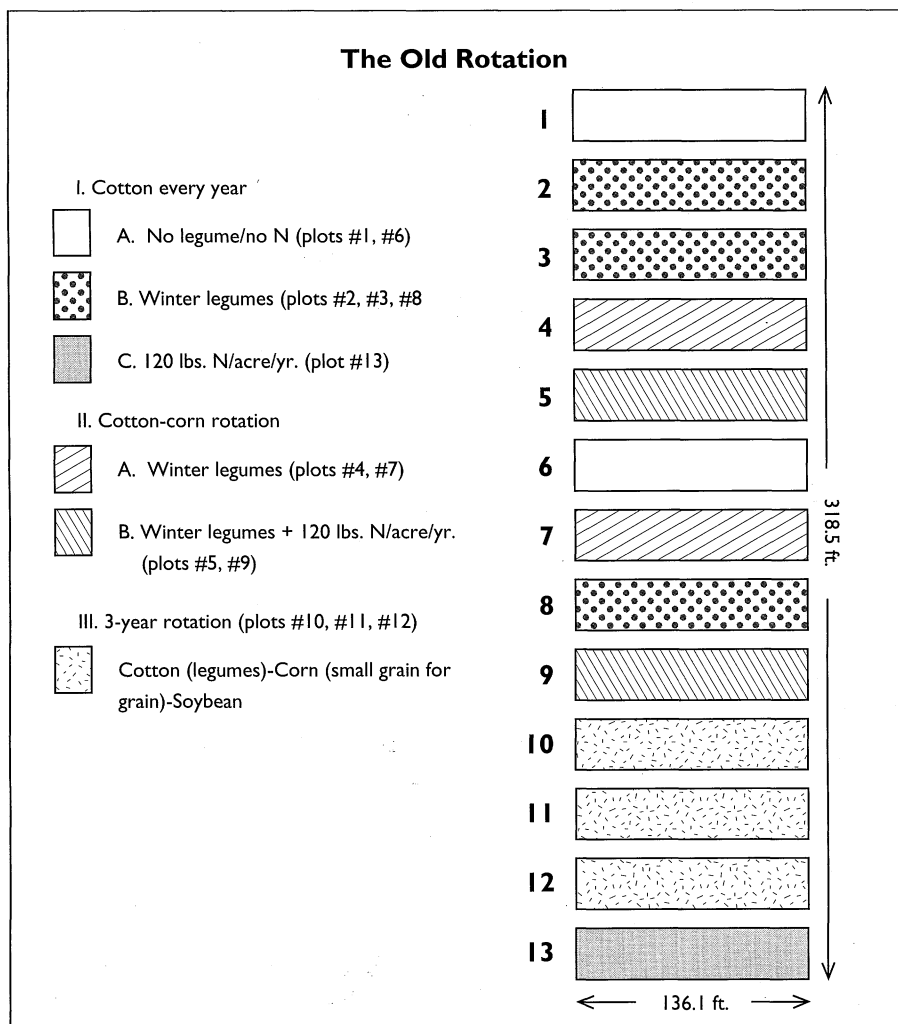 The Old Rotation
I. Cotton every year
A. No legume/no N (plots #1, #6)
B. Winter legumes (plots #2, #3, #8
C. 120 lbs. N/acre/yr. (plot #13)
II. Cotton-corn rotation
A. Winter legumes (plots #4, #7)
B. Winter legumes + 120 lbs. N/acre/yr.
(plots #5, #9)
III. 3-year rotation (plots #10, #11, #12)
Cotton (legumes)-Corn (small grain for
grain)-Soybean
1
2
3
4
5
6
7
8
9
10
11
12
13
318.5 ft.
136.1 ft.